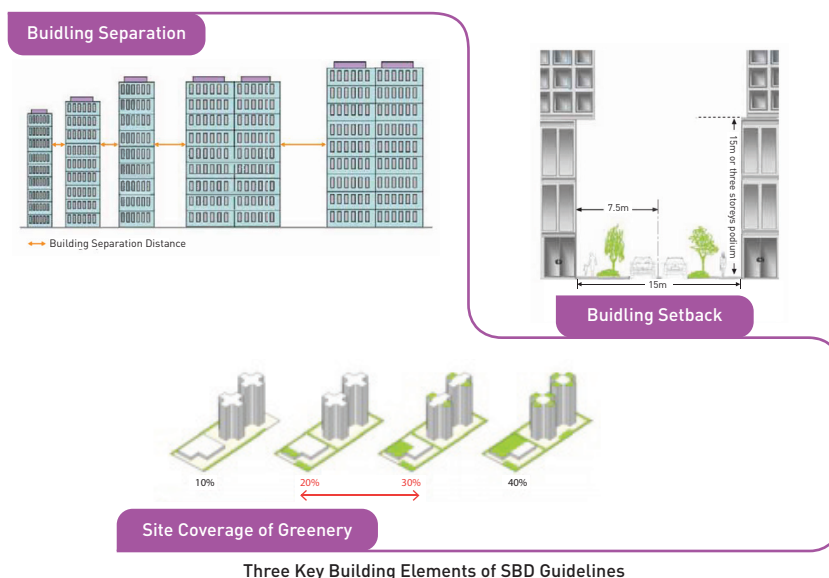 Buidling Separation
Building Separation Distance
7.5m
15m or three storeys podium
15m
Buidling Setback
10%
20%
30%
40%
Site Coverage of Greenery
Three Key Building Elements of SBD Guidelines